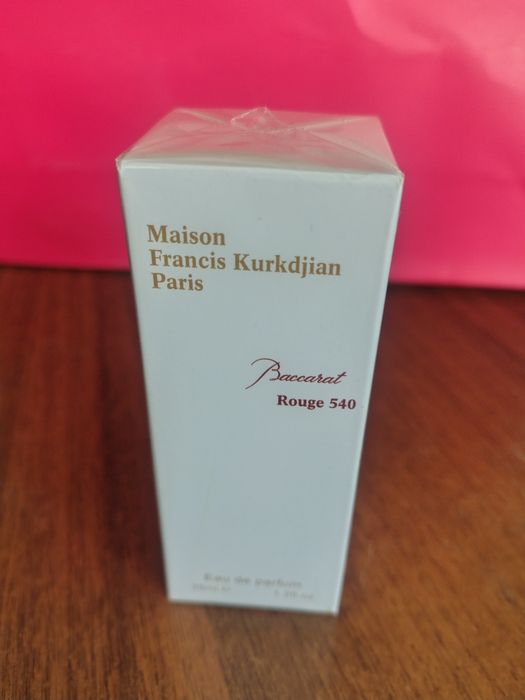 Maison
Francis Kurkdjian
Paris
Baccarat
Rouge 540
Eau de parfum